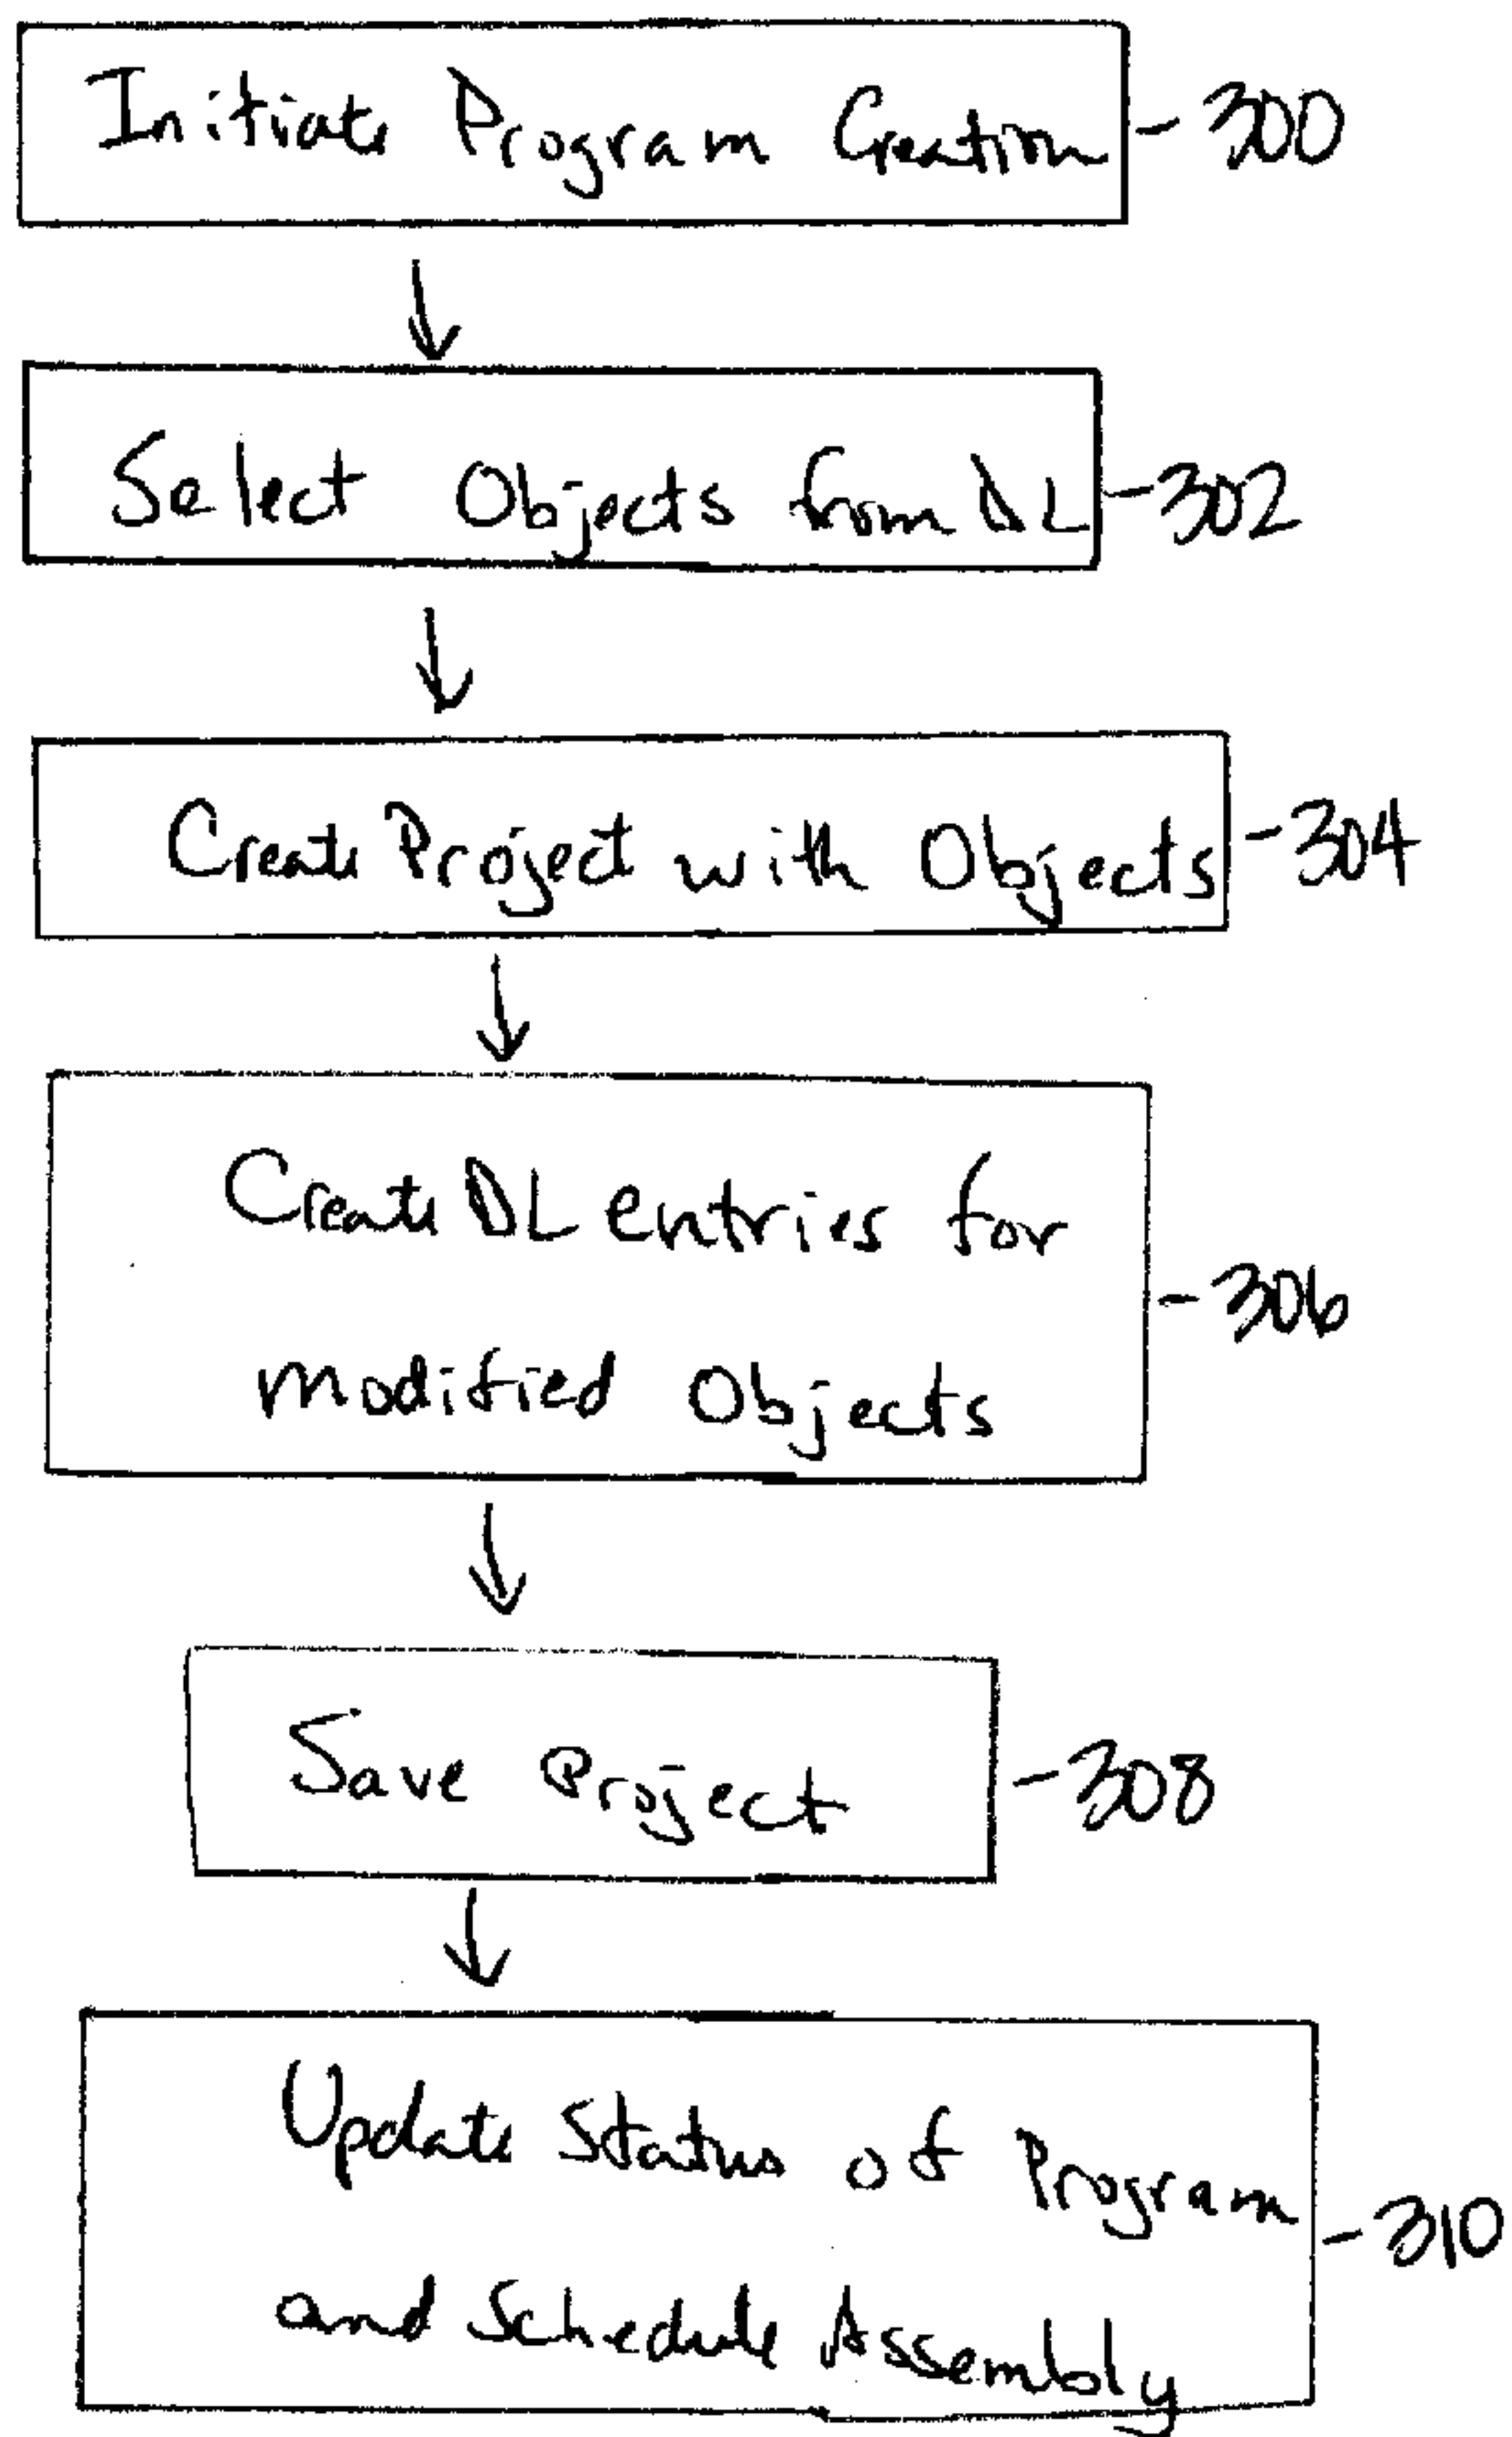 Initiate Program Creation -300
Select Objects from DL -302
Create Project with Objects -304
Create DL entries for
-306
modified Objects
Save Project -308
Update Status of Program
-310
and Schedule Assembly